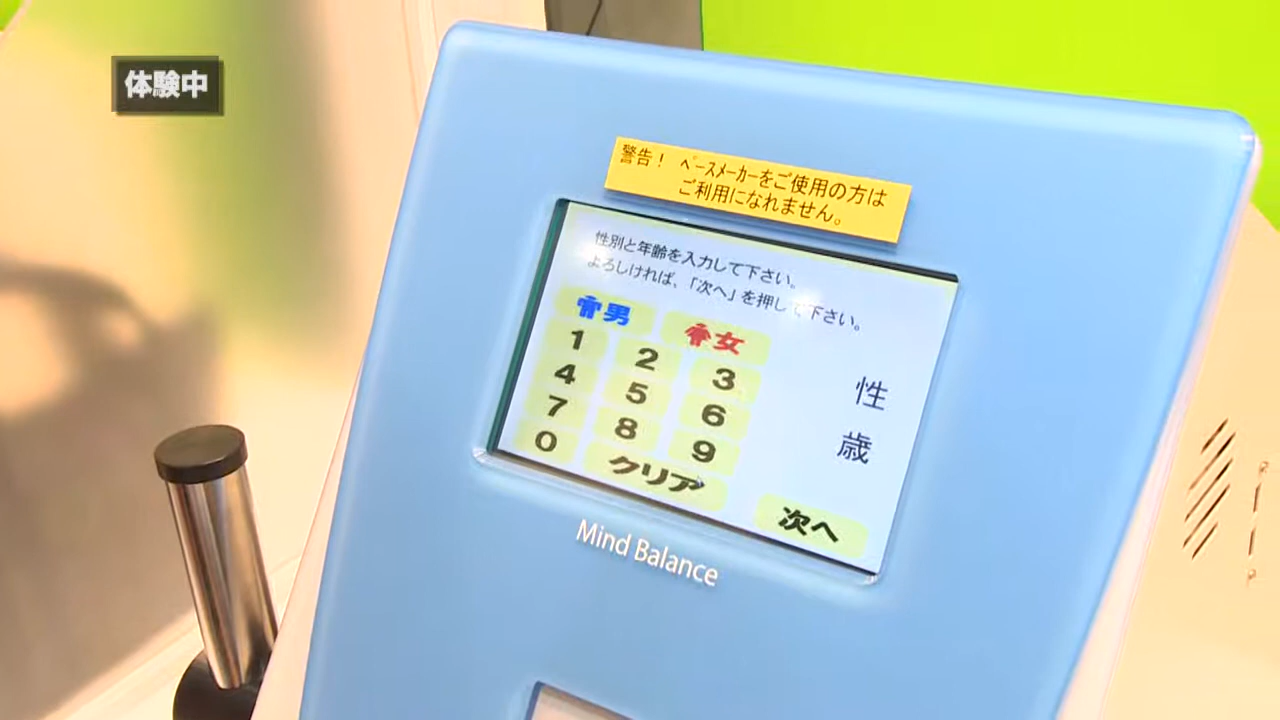 体験中
警告！ ペースメーカーをご使用の方は
ご利用になれません。
性別と年齢を入力して下さい。
よろしければ、「次へ」を押して下さい。
男 女
1 2 3
4 5 6
7 8 9
0 クリア
性
歳
次へ
Mind Balance